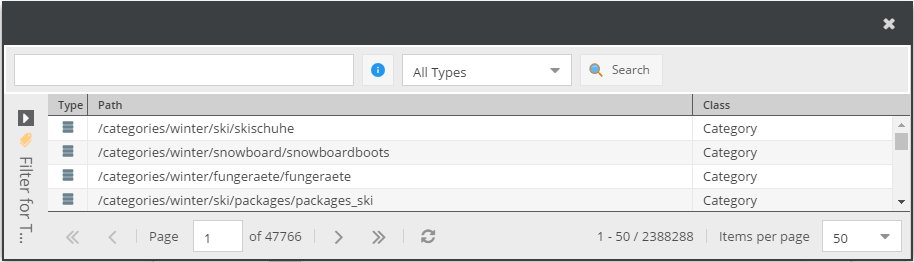 All Types Search
Type Path Class
/categories/winter/ski/skischuhe Category
/categories/winter/snowboard/snowboardboots Category
/categories/winter/fungeraete/fungeraete Category
/categories/winter/ski/packages/packages_ski Category
Filter for T...
Page 1 of 47766 1 - 50 / 2388288 Items per page 50